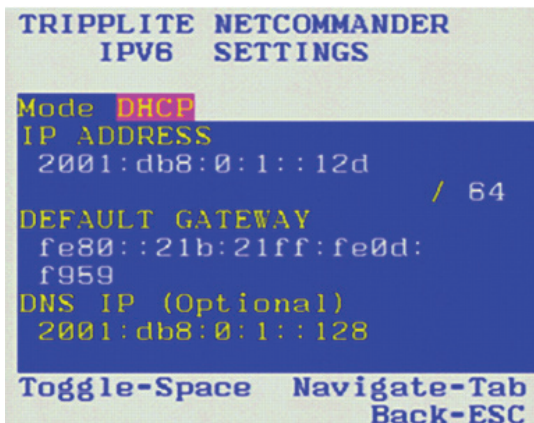 TRIPPLITE NETCOMMANDER
IPV6 SETTINGS
Mode DHCP
IP ADDRESS
2001:db8:0:1::12d
/ 64
DEFAULT GATEWAY
fe80::21b:21ff:fe0d:
f959
DNS IP (Optional)
2001:db8:0:1::128
Toggle-Space Navigate-Tab
Back-ESC